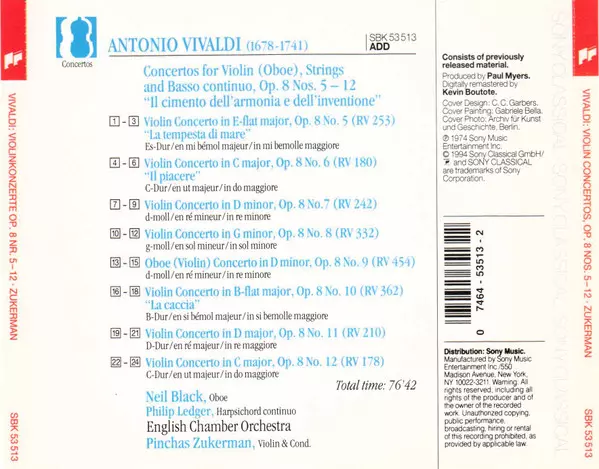 VIVALDI: VIOLINKONZERTE OP. 8 NR. 5–12 · ZUKERMAN
SBK 53513
Concertos
ANTONIO VIVALDI (1678-1741)
SBK 53 513
ADD
Concertos for Violin (Oboe), Strings
and Basso continuo, Op. 8 Nos. 5 – 12
"Il cimento dell'armonia e dell'inventione"
1 - 3 Violin Concerto in E-flat major, Op. 8 No. 5 (RV 253)
"La tempesta di mare"
Es-Dur/en mi bémol majeur/in mi bemolle maggiore
4 - 6 Violin Concerto in C major, Op. 8 No. 6 (RV 180)
"Il piacere"
C-Dur/en ut majeur/in do maggiore
7 - 9 Violin Concerto in D minor, Op. 8 No.7 (RV 242)
d-moll/en ré mineur/in re minore
10 - 12 Violin Concerto in G minor, Op. 8 No. 8 (RV 332)
g-moll/en sol mineur/in sol minore
13 - 15 Oboe (Violin) Concerto in D minor, Op. 8 No. 9 (RV 454)
d-moll/en ré mineur/in re minore
16 - 18 Violin Concerto in B-flat major, Op. 8 No. 10 (RV 362)
"La caccia"
B-Dur/en si bémol majeur/in si bemolle maggiore
19 - 21 Violin Concerto in D major, Op. 8 No. 11 (RV 210)
D-Dur/en ré majeur/in re maggiore
22 - 24 Violin Concerto in C major, Op. 8 No. 12 (RV 178)
C-Dur/en ut majeur/in do maggiore
Total time: 76'42
Neil Black, Oboe
Philip Ledger, Harpsichord continuo
English Chamber Orchestra
Pinchas Zukerman, Violin & Cond.
Consists of previously
released material.
Produced by Paul Myers.
Digitally remastered by
Kevin Boutote.
Cover Design: C. C. Garbers.
Cover Painting: Gabriele Bella.
Cover Photo: Archiv für Kunst
und Geschichte, Berlin.
℗ 1974 Sony Music
Entertainment Inc.
© 1994 Sony Classical GmbH/
and SONY CLASSICAL
are trademarks of Sony
Corporation.
0 7464-53513-2
Distribution: Sony Music.
Manufactured by Sony Music
Entertainment Inc./550
Madison Avenue, New York,
NY 10022-3211. Warning: All
rights reserved, including all
rights of the producer and of
the owner of the recorded
work. Unauthorized copying,
public performance,
broadcasting, hiring or rental
of this recording prohibited, as
provided by applicable law.
VIVALDI: VIOLIN CONCERTOS, OP. 8 NOS. 5–12 · ZUKERMAN
SBK 53513